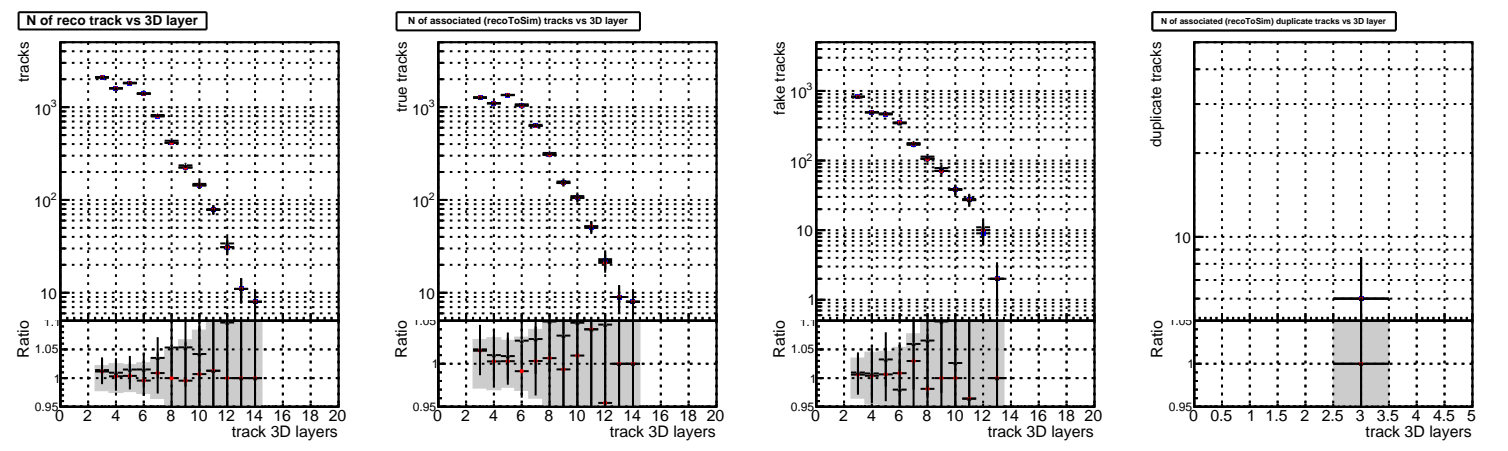 N of reco track vs 3D layer
tracks
10³
10²
10
Ratio
1.1
1.05
1
0.95
0 2 4 6 8 10 12 14 16 18 20
track 3D layers
N of associated (recoToSim) tracks vs 3D layer
true tracks
10³
10²
10
Ratio
1.05
1
0.95
0 2 4 6 8 10 12 14 16 18 20
track 3D layers
fake tracks
10³
10²
10
1
Ratio
1.1
1.05
1
0.95
0 2 4 6 8 10 12 14 16 18 20
track 3D layers
N of associated (recoToSim) duplicate tracks vs 3D layer
duplicate tracks
10
Ratio
1.05
1
0.95
0 0.5 1 1.5 2 2.5 3 3.5 4 4.5 5
track 3D layers